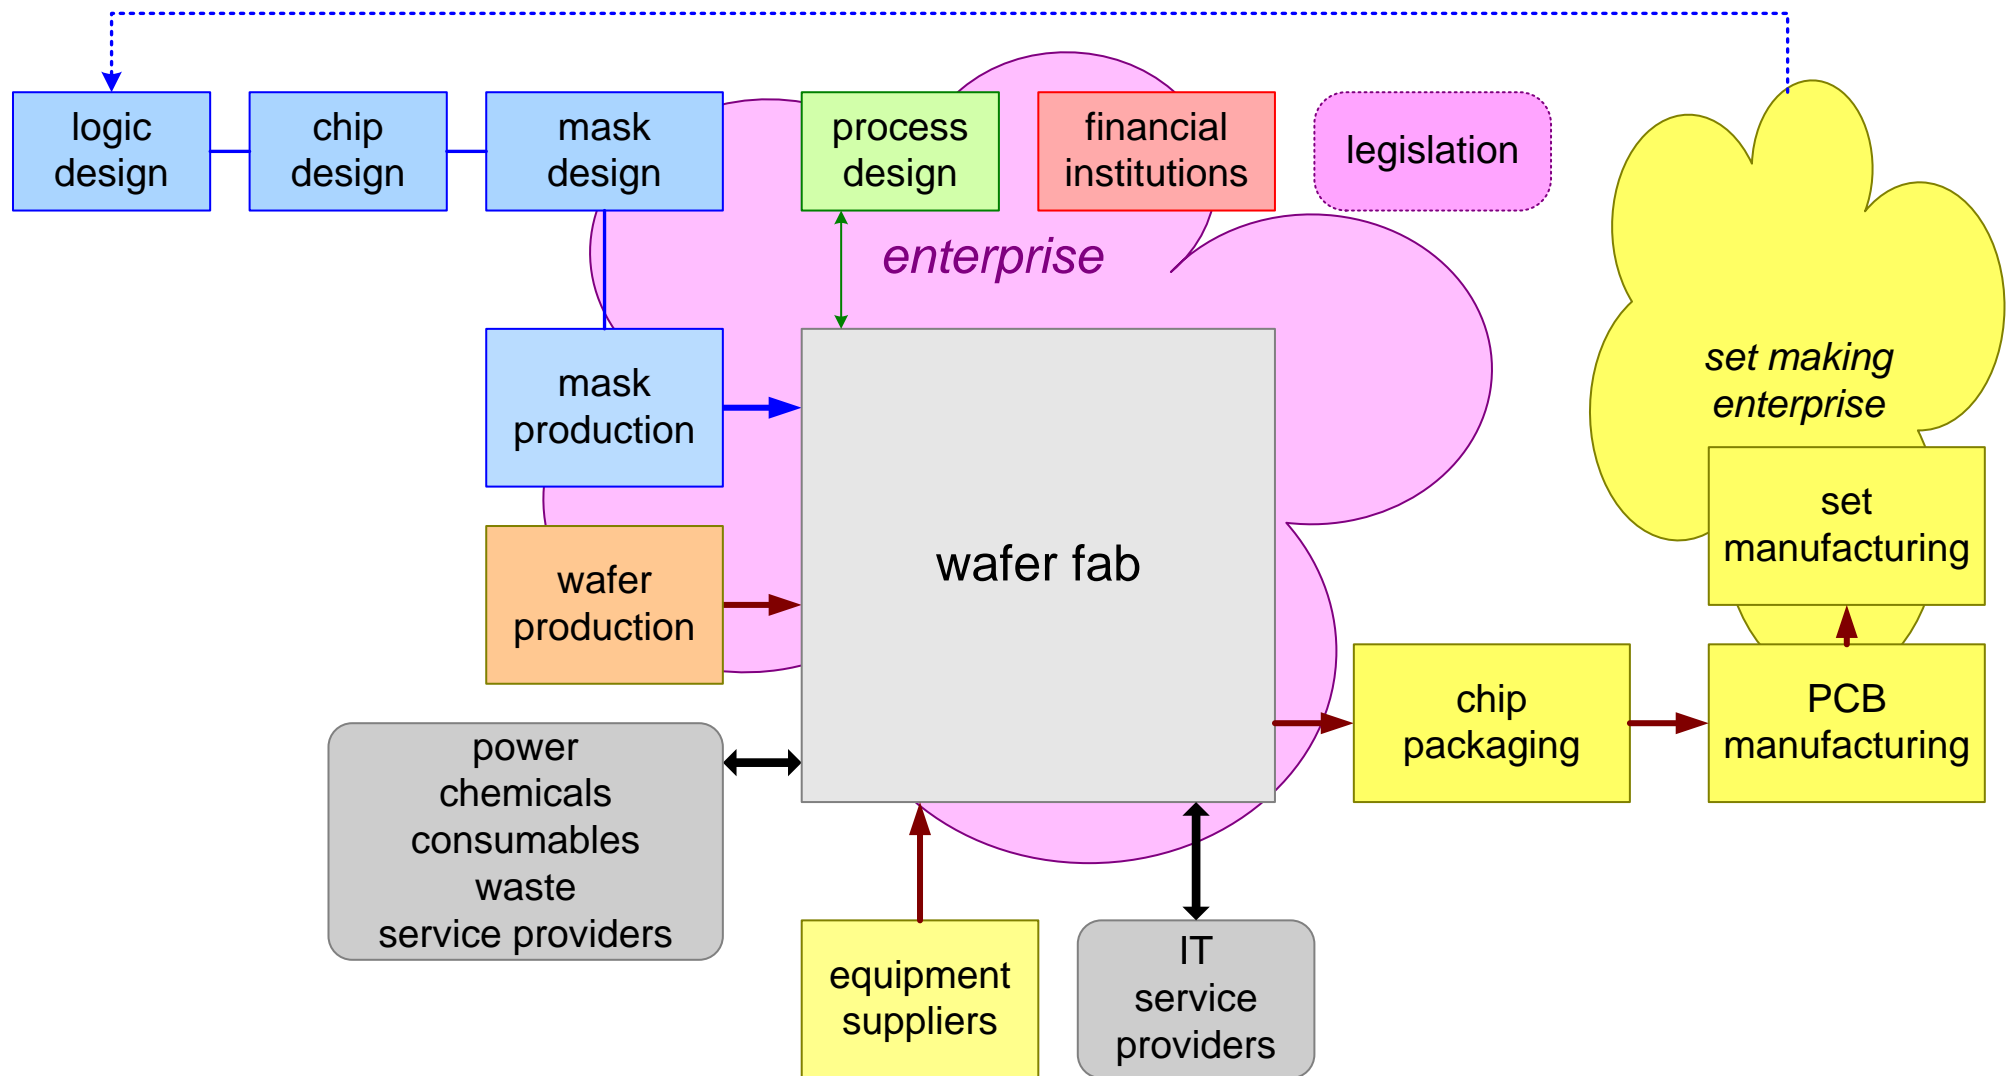 logic
design
chip
design
mask
design
process
design
financial
institutions
legislation
enterprise
set making
enterprise
mask
production
wafer fab
set
manufacturing
wafer
production
chip
packaging
PCB
manufacturing
power
chemicals
consumables
waste
service providers
equipment
suppliers
IT
service
providers